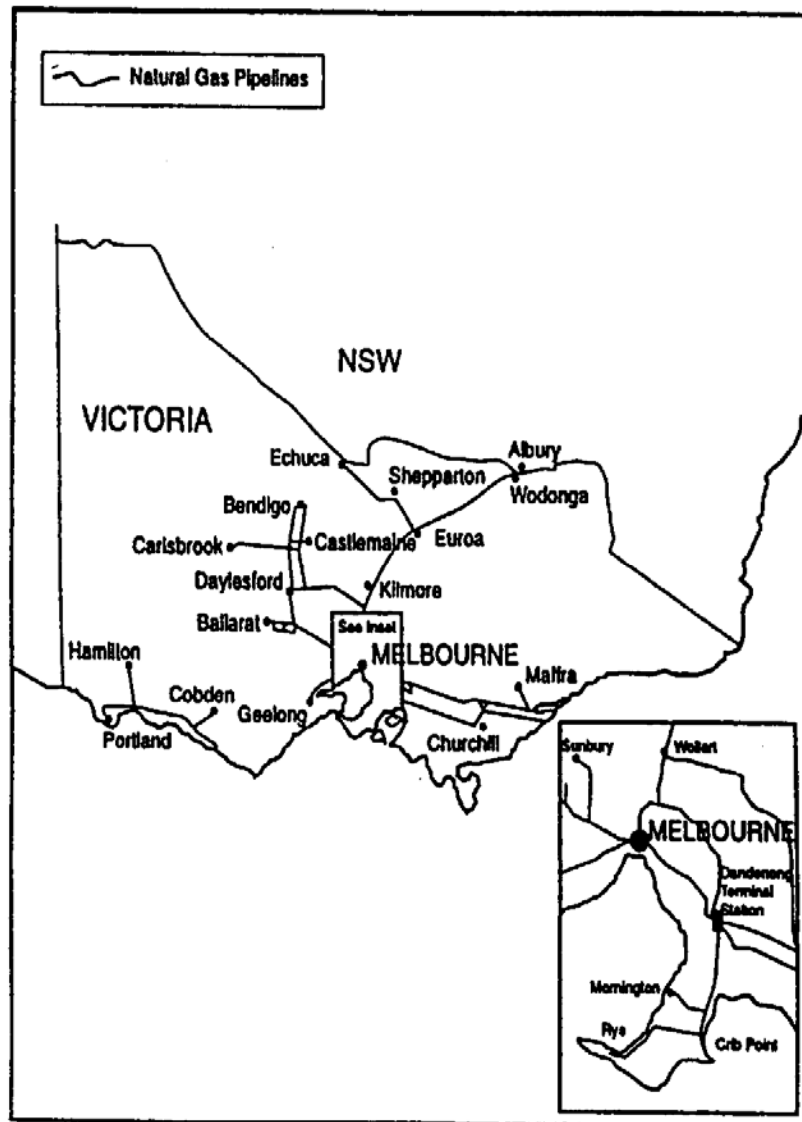 Natural Gas Pipelines
NSW
VICTORIA
Echuca
Albury
Shepparton
Wodonga
Bendigo
Carisbrook
Castlemaine
Euroa
Daylesford
Kilmore
Ballarat
See Inset
Hamilton
MELBOURNE
Maffra
Cobden
Geelong
Portland
Churchill
Sunbury
Wollert
MELBOURNE
Dandenong
Terminal
Station
Mornington
Rye
Crib Point